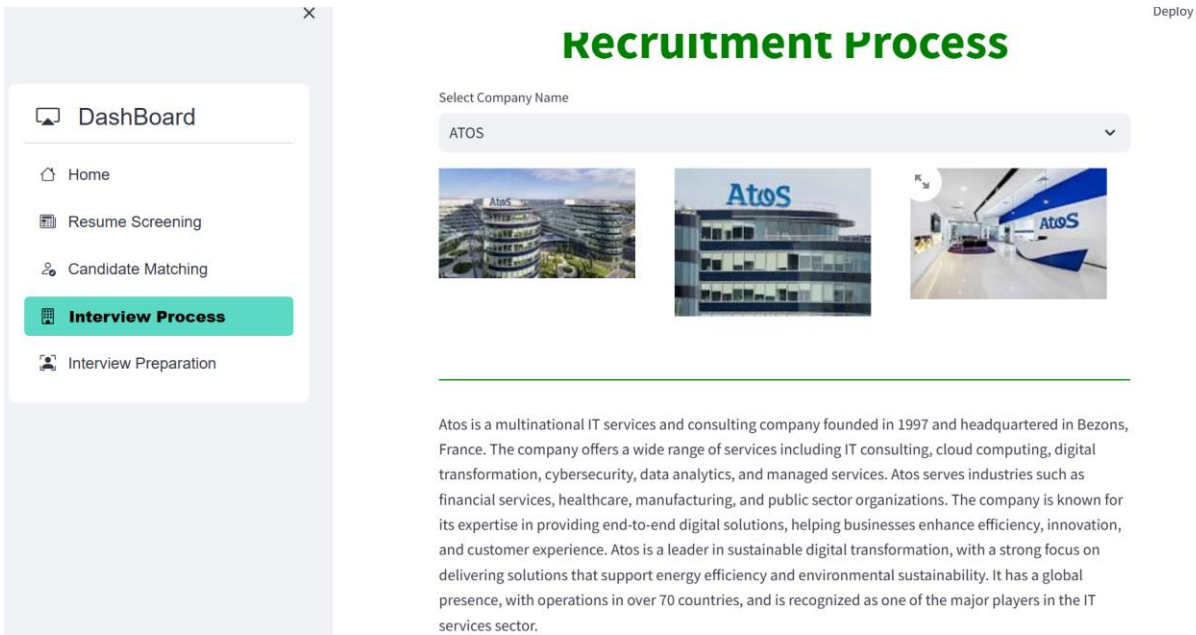 Deploy
DashBoard
Home
Resume Screening
Candidate Matching
Interview Process
Interview Preparation
Recruitment Process
Select Company Name
ATOS
Atos
Atos
Atos
Atos is a multinational IT services and consulting company founded in 1997 and headquartered in Bezons,
France. The company offers a wide range of services including IT consulting, cloud computing, digital
transformation, cybersecurity, data analytics, and managed services. Atos serves industries such as
financial services, healthcare, manufacturing, and public sector organizations. The company is known for
its expertise in providing end-to-end digital solutions, helping businesses enhance efficiency, innovation,
and customer experience. Atos is a leader in sustainable digital transformation, with a strong focus on
delivering solutions that support energy efficiency and environmental sustainability. It has a global
presence, with operations in over 70 countries, and is recognized as one of the major players in the IT
services sector.